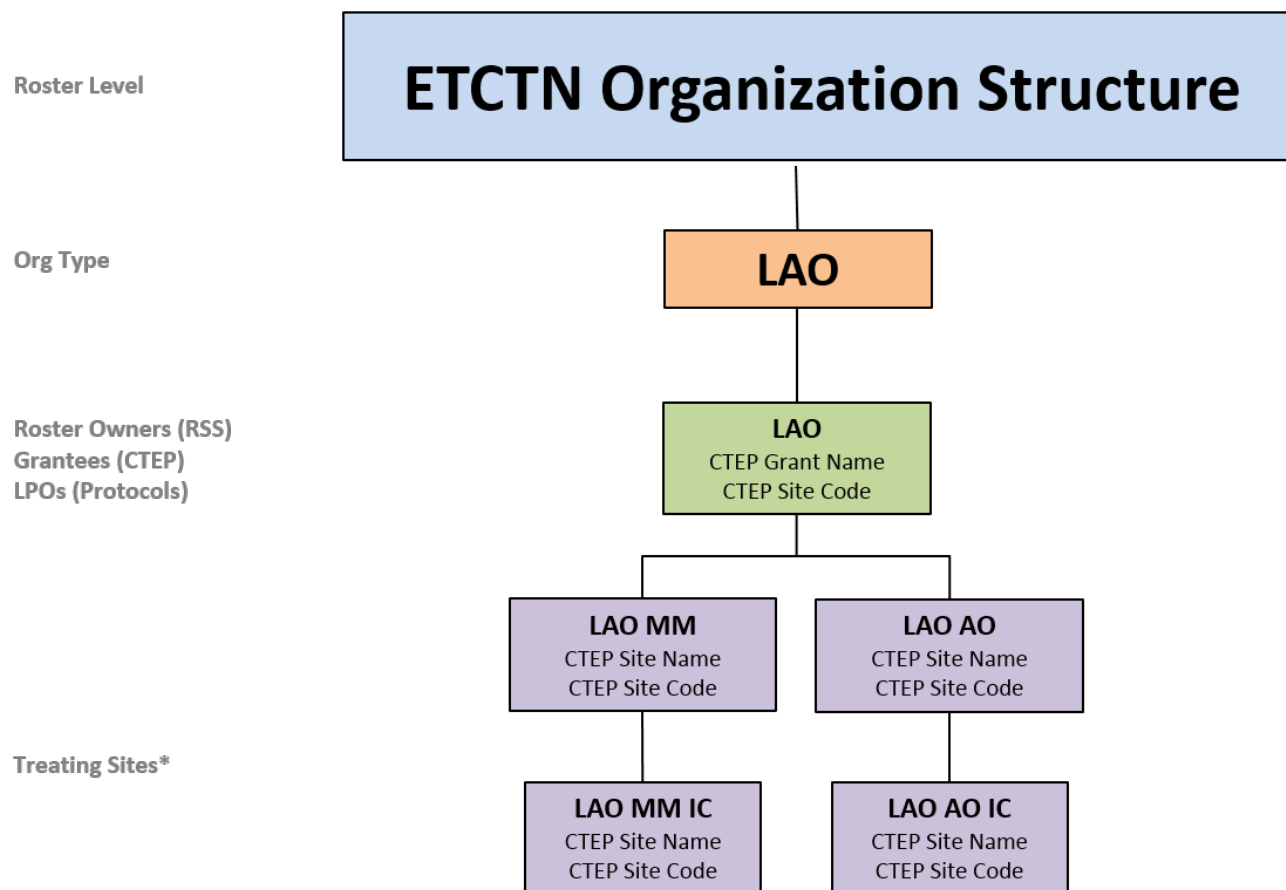 Roster Level
ETCTN Organization Structure
Org Type
LAO
Roster Owners (RSS)
Grantees (CTEP)
LPOs (Protocols)
LAO
CTEP Grant Name
CTEP Site Code
LAO MM
CTEP Site Name
CTEP Site Code
LAO AO
CTEP Site Name
CTEP Site Code
Treating Sites*
LAO MM IC
CTEP Site Name
CTEP Site Code
LAO AO IC
CTEP Site Name
CTEP Site Code